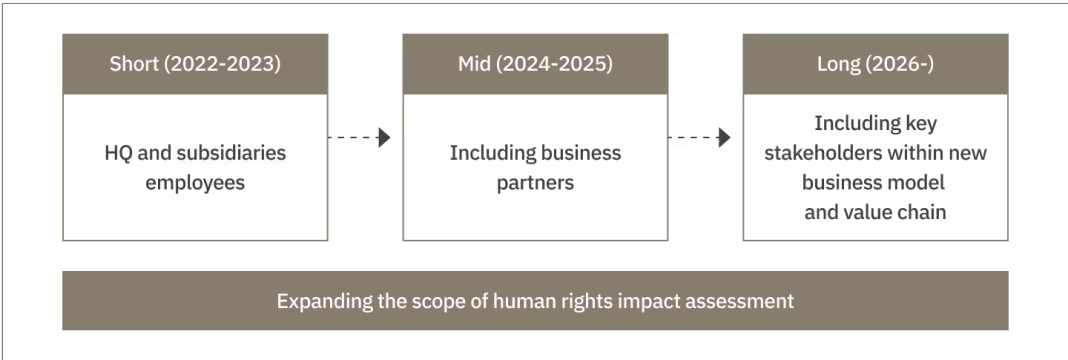 Short (2022-2023)
HQ and subsidiaries
employees
Mid (2024-2025)
Including business
partners
Long (2026-)
Including key
stakeholders within new
business model
and value chain
Expanding the scope of human rights impact assessment